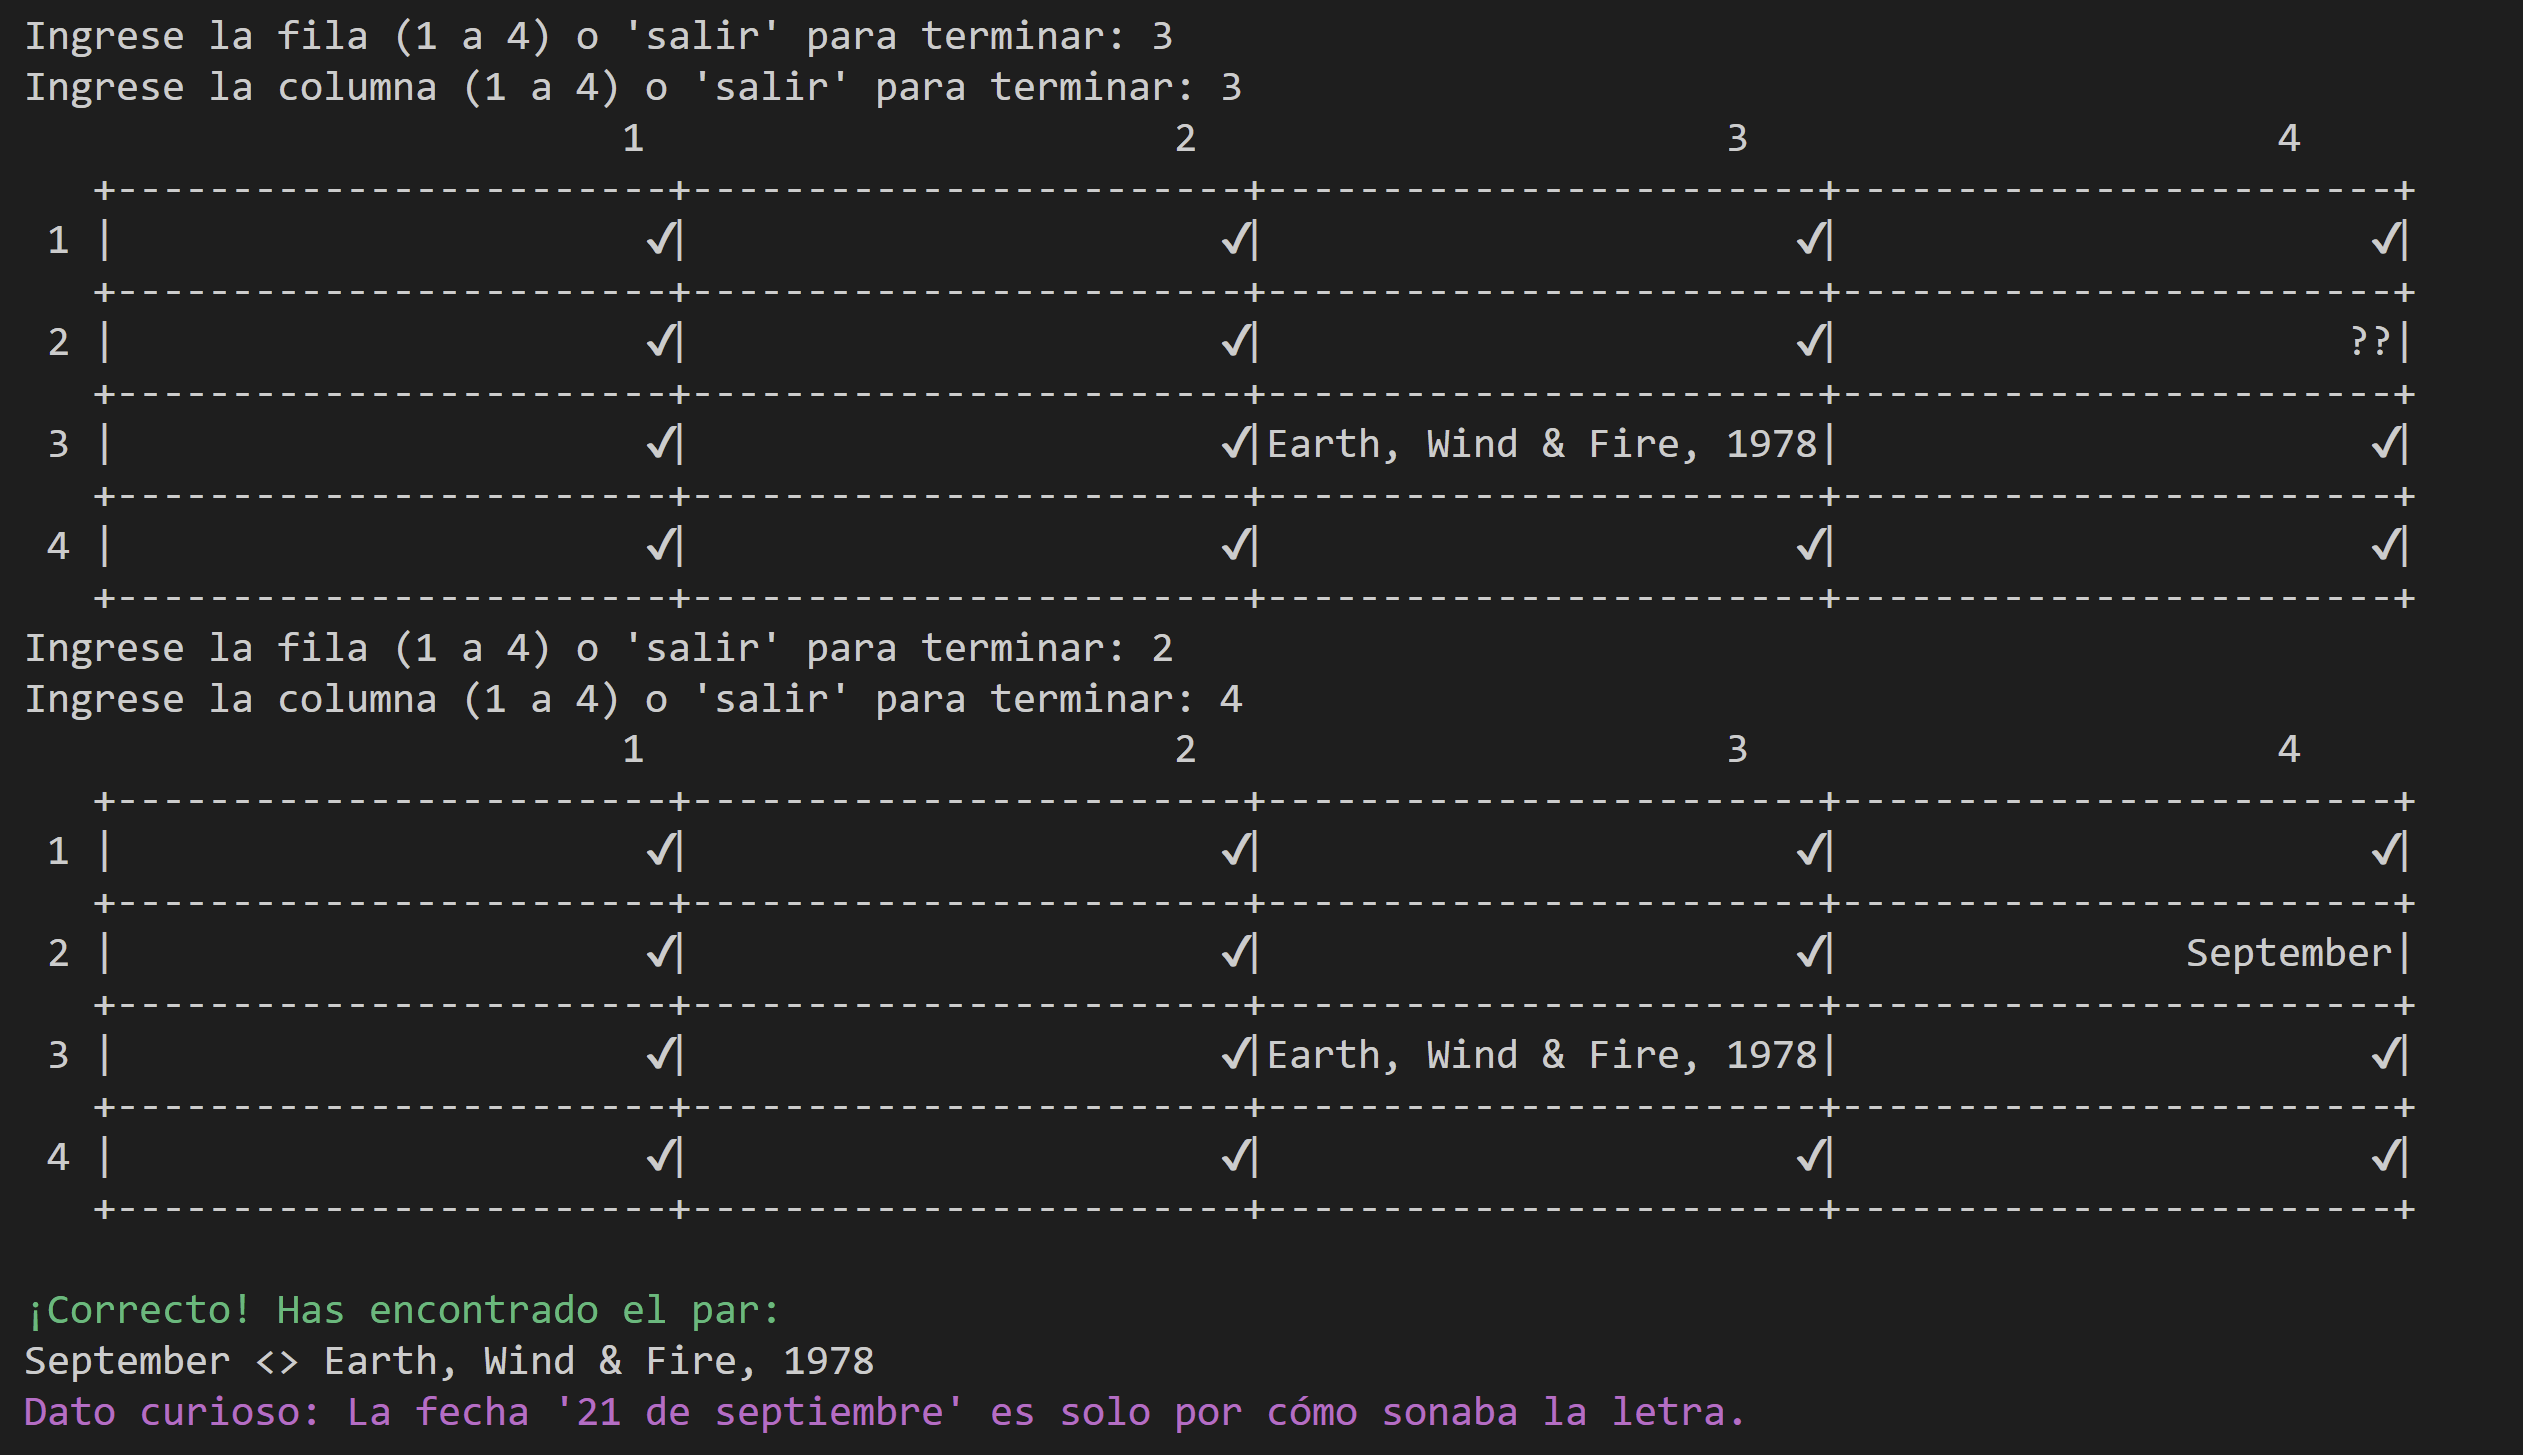 Ingrese la fila (1 a 4) o 'salir' para terminar: 3
Ingrese la columna (1 a 4) o 'salir' para terminar: 3
                          1                       2                       3                       4
   +------------------------+------------------------+------------------------+------------------------+
 1 |                       ✓|                       ✓|                       ✓|                       ✓|
   +------------------------+------------------------+------------------------+------------------------+
 2 |                       ✓|                       ✓|                       ✓|                      ??|
   +------------------------+------------------------+------------------------+------------------------+
 3 |                       ✓|                       ✓|Earth, Wind & Fire, 1978|                       ✓|
   +------------------------+------------------------+------------------------+------------------------+
 4 |                       ✓|                       ✓|                       ✓|                       ✓|
   +------------------------+------------------------+------------------------+------------------------+
Ingrese la fila (1 a 4) o 'salir' para terminar: 2
Ingrese la columna (1 a 4) o 'salir' para terminar: 4
                          1                       2                       3                       4
   +------------------------+------------------------+------------------------+------------------------+
 1 |                       ✓|                       ✓|                       ✓|                       ✓|
   +------------------------+------------------------+------------------------+------------------------+
 2 |                       ✓|                       ✓|                       ✓|               September|
   +------------------------+------------------------+------------------------+------------------------+
 3 |                       ✓|                       ✓|Earth, Wind & Fire, 1978|                       ✓|
   +------------------------+------------------------+------------------------+------------------------+
 4 |                       ✓|                       ✓|                       ✓|                       ✓|
   +------------------------+------------------------+------------------------+------------------------+
¡Correcto! Has encontrado el par:
September <> Earth, Wind & Fire, 1978
Dato curioso: La fecha '21 de septiembre' es solo por cómo sonaba la letra.